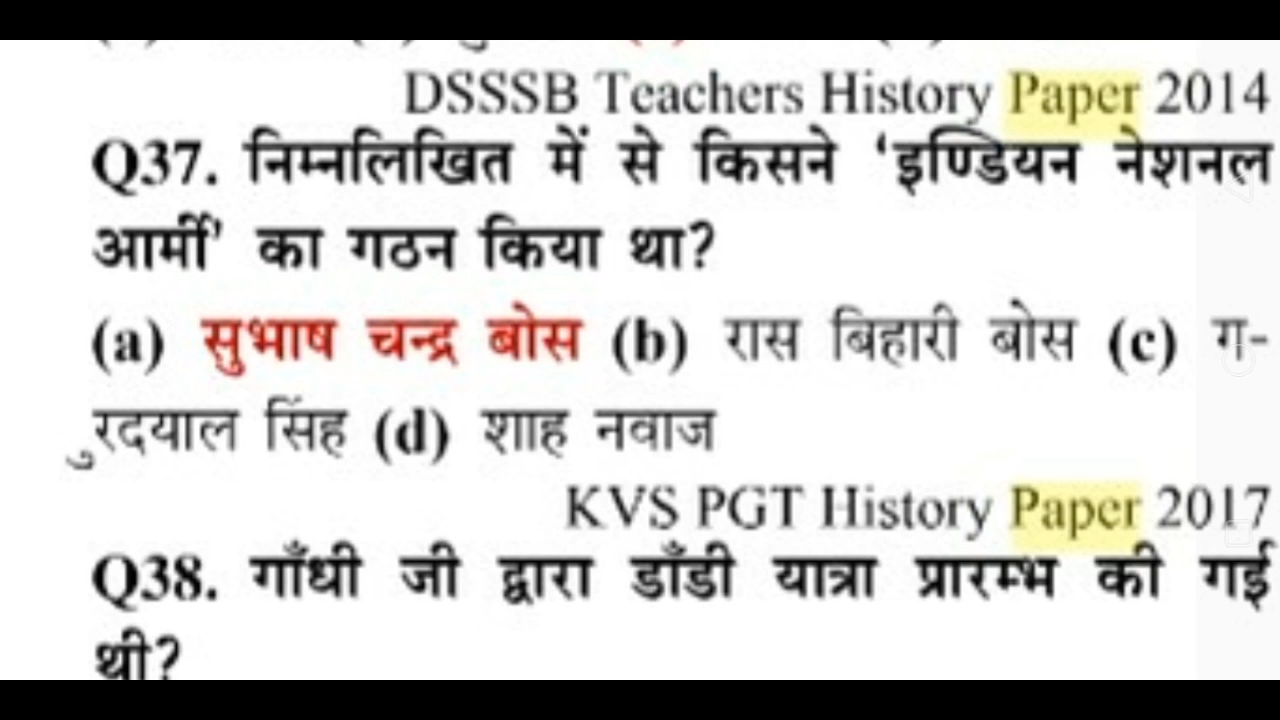 DSSSB Teachers History Paper 2014
Q37. निम्नलिखित में से किसने 'इण्डियन नेशनल
आर्मी' का गठन किया था?
(a) सुभाष चन्द्र बोस (b) रास बिहारी बोस (c) ग-
ुरदयाल सिंह (d) शाह नवाज
KVS PGT History Paper 2017
Q38. गाँधी जी द्वारा डाँडी यात्रा प्रारम्भ की गई
थी?